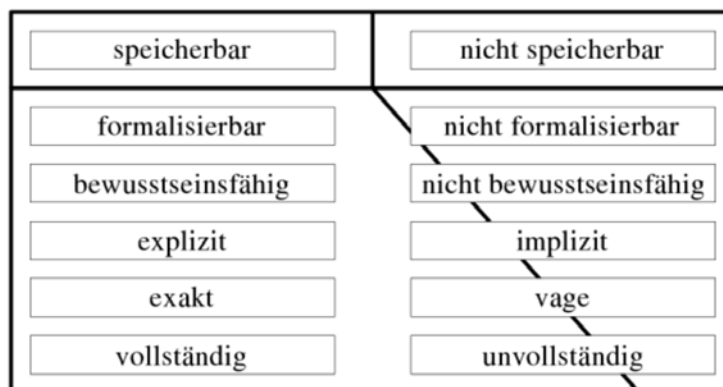 speicherbar nicht speicherbar
formalisierbar nicht formalisierbar
bewusstseinsfähig nicht bewusstseinsfähig
explizit implizit
exakt vage
vollständig unvollständig